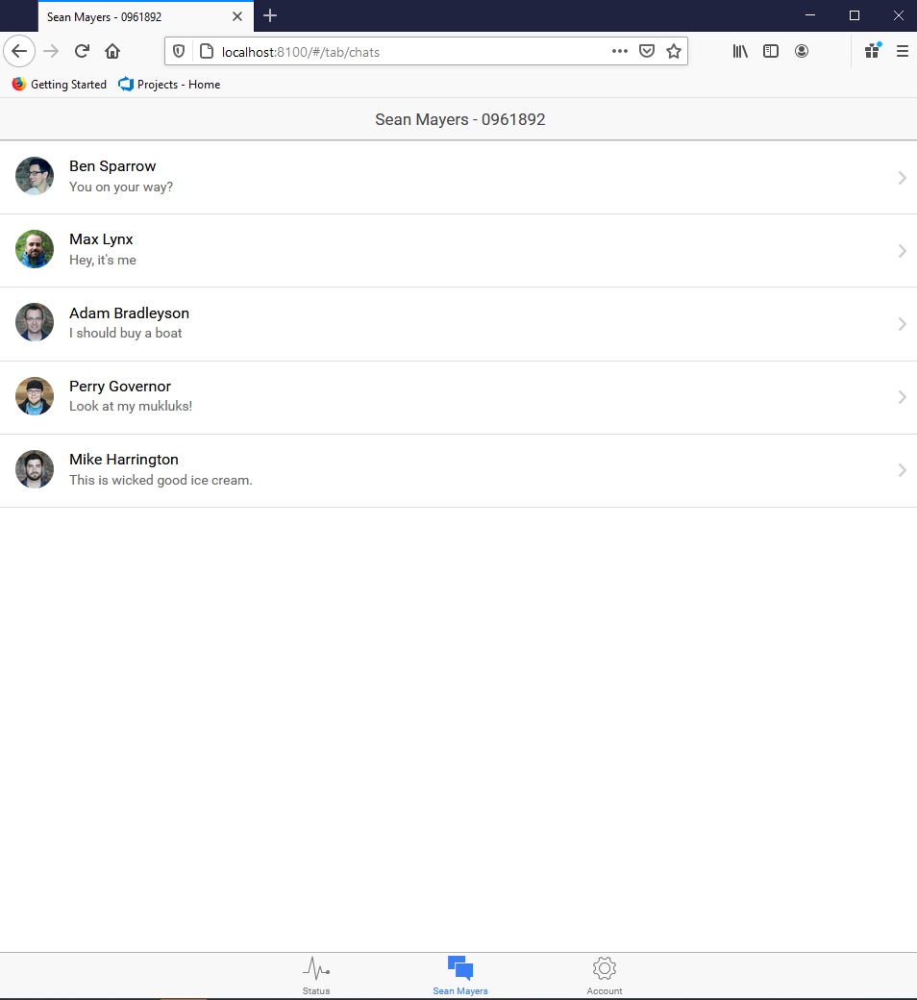 Sean Mayers - 0961892
localhost:8100/#/tab/chats
Getting Started
Projects - Home
Sean Mayers - 0961892
Ben Sparrow
You on your way?
Max Lynx
Hey, it's me
Adam Bradleyson
I should buy a boat
Perry Governor
Look at my mukluks!
Mike Harrington
This is wicked good ice cream.
Status
Sean Mayers
Account